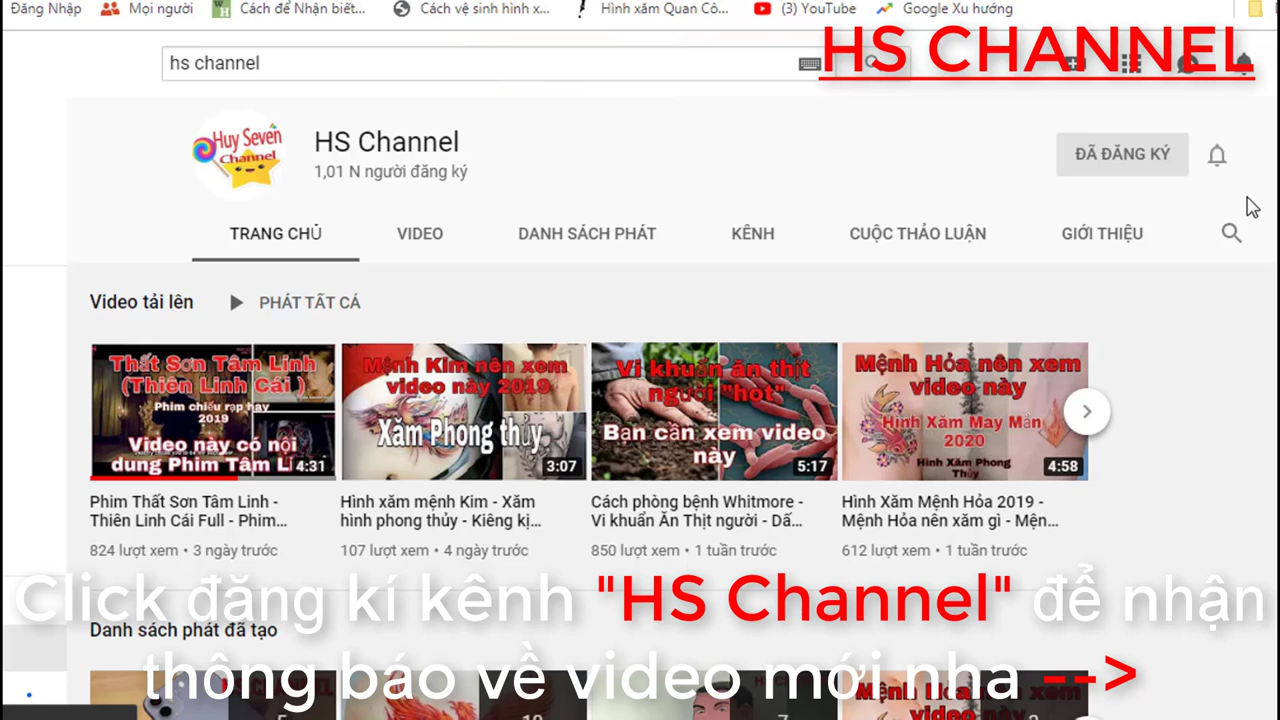 Đăng Nhập Mọi người Cách để Nhận biết... Cách vệ sinh hình x... Hình xăm Quan Cô... (3) YouTube Google Xu hướng
HS CHANNEL
hs channel
Huy Seven
Channel
HS Channel
1,01 N người đăng ký
ĐÃ ĐĂNG KÝ
TRANG CHỦ VIDEO DANH SÁCH PHÁT KÊNH CUỘC THẢO LUẬN GIỚI THIỆU
Video tải lên PHÁT TẤT CẢ
Thất Sơn Tâm Linh
(Thiên Linh Cái )
Phim chiếu rạp hay
2019
Video này có nội
dung Phim Tâm Li
4:31
Mệnh Kim nên xem
video này 2019
Xăm Phong thủy
3:07
Vi khuẩn ăn thịt
người "hot"
Bạn cần xem video
này
5:17
Mệnh Hỏa nên xem
video này
Hình Xăm May Mắn
2020
Hình Xăm Phong
Thủy
4:58
Phim Thất Sơn Tâm Linh -
Thiên Linh Cái Full - Phim...
824 lượt xem • 3 ngày trước
Hình xăm mệnh Kim - Xăm
hình phong thủy - Kiêng kị...
107 lượt xem • 4 ngày trước
Cách phòng bệnh Whitmore -
Vi khuẩn Ăn Thịt người - Dấ...
850 lượt xem • 1 tuần trước
Hình Xăm Mệnh Hỏa 2019 -
Mệnh Hỏa nên xăm gì - Mện...
612 lượt xem • 1 tuần trước
Click đăng kí kênh "HS Channel" để nhận
Danh sách phát đã tạo
thông báo về video mới nha -->